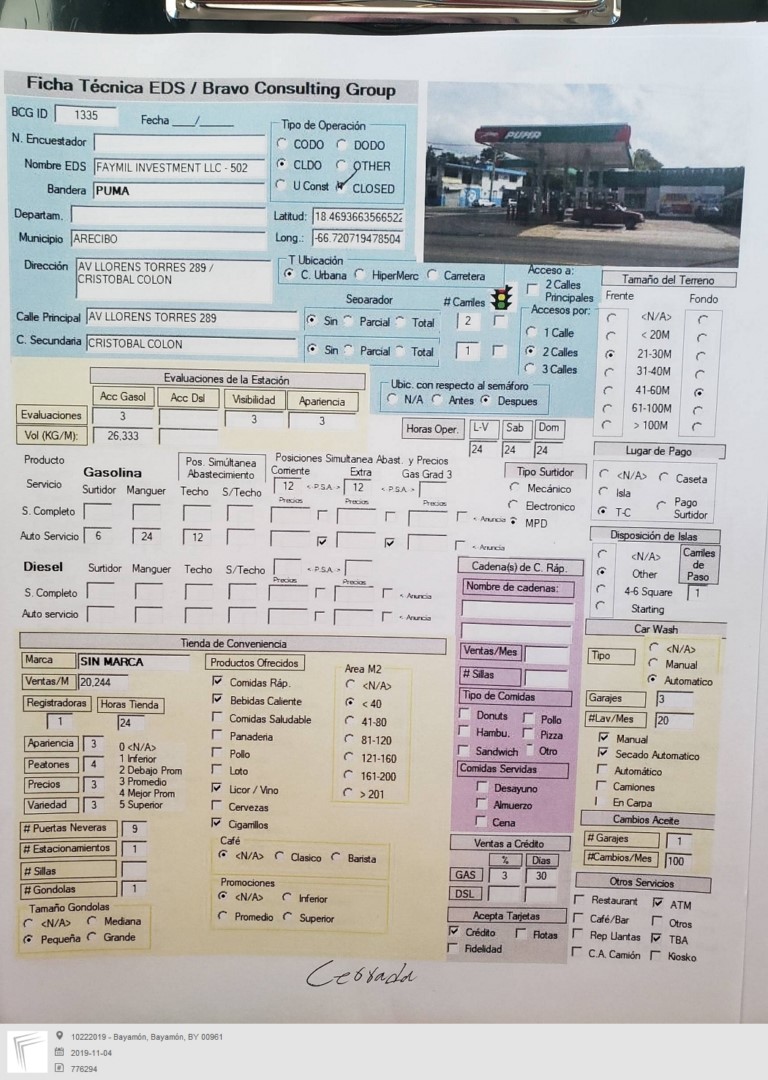 Ficha Técnica EDS / Bravo Consulting Group
BCG ID 1335 Fecha ___/______
N. Encuestador
Nombre EDS FAYMIL INVESTMENT LLC - 502
Bandera PUMA
Tipo de Operación
CODO DODO
CLDO OTHER
U Const CLOSED
PUMA
Departam.
Municipio ARECIBO
Latitud: 18.4693663566522
Long.: -66.720719478504
Dirección AV LLORENS TORRES 289 /
CRISTOBAL COLON
T Ubicación
C. Urbana HiperMerc Carretera
Calle Principal AV LLORENS TORRES 289
C. Secundaria CRISTOBAL COLON
Separador # Carriles
Sin Parcial Total 2
Sin Parcial Total 1
Acceso a:
2 Calles
Principales
Accesos por:
1 Calle
2 Calles
3 Calles
Tamaño del Terreno
Frente Fondo
<N/A>
< 20M
21-30M
31-40M
41-60M
61-100M
> 100M
Evaluaciones de la Estación
Acc Gasol Acc Dsl Visibilidad Apariencia
Evaluaciones 3 3 3
Vol (KG/M): 26,333
Ubic. con respecto al semáforo
N/A Antes Despues
Horas Oper. L-V Sab Dom
24 24 24
Lugar de Pago
<N/A> Caseta
Isla
T-C Pago
Surtidor
Producto Gasolina Pos. Simúltanea
Abastecimiento
Posiciones Simultanea Abast. y Precios
Corriente Extra Gas Grad 3
12 <-P.S.A.-> 12 <-P.S.A.->
Servicio Surtidor Manguer Techo S/Techo Precios Precios Precios
S. Completo <- Anuncia
Auto Servicio 6 24 12 <- Anuncia
Tipo Surtidor
Mecánico
Electronico
MPD
Disposición de Islas
<N/A>
Other
4-6 Square
Starting
Carriles
de
Paso
1
Diesel Surtidor Manguer Techo S/Techo <-P.S.A.->
Precios Precios
S. Completo <- Anuncia
Auto servicio <- Anuncia
Cadena(s) de C. Ráp.
Nombre de cadenas:
Ventas/Mes
# Sillas
Tipo de Comidas
Donuts Pollo
Hambu. Pizza
Sandwich Otro
Comidas Servidas
Desayuno
Almuerzo
Cena
Car Wash
Tipo <N/A>
Manual
Automatico
Garajes 3
#Lav/Mes 20
Manual
Secado Automatico
Automático
Camiones
En Carpa
Tienda de Conveniencia
Marca SIN MARCA
Ventas/M 20,244
Registradoras Horas Tienda
1 24
Apariencia 3
Peatones 4
Precios 3
Variedad 3
0 <N/A>
1 Inferior
2 Debajo Prom
3 Promedio
4 Mejor Prom
5 Superior
# Puertas Neveras 9
# Estacionamientos 1
# Sillas
# Gondolas 1
Tamaño Gondolas
<N/A> Mediana
Pequeña Grande
Productos Ofrecidos
Comidas Ráp.
Bebidas Caliente
Comidas Saludable
Panaderia
Pollo
Loto
Licor / Vino
Cervezas
Cigarrillos
Area M2
<N/A>
< 40
41-80
81-120
121-160
161-200
> 201
Café
<N/A> Clasico Barista
Promociones
<N/A> Inferior
Promedio Superior
Ventas a Crédito
% Dias
GAS 3 30
DSL
Acepta Tarjetas
Crédito Flotas
Fidelidad
Cambios Aceite
# Garajes 1
#Cambios/Mes 100
Otros Servicios
Restaurant ATM
Café/Bar Otros
Rep Llantas TBA
C.A. Camión Kiosko
Cerrada
10222019 - Bayamón, Bayamón, BY 00961
2019-11-04
776294